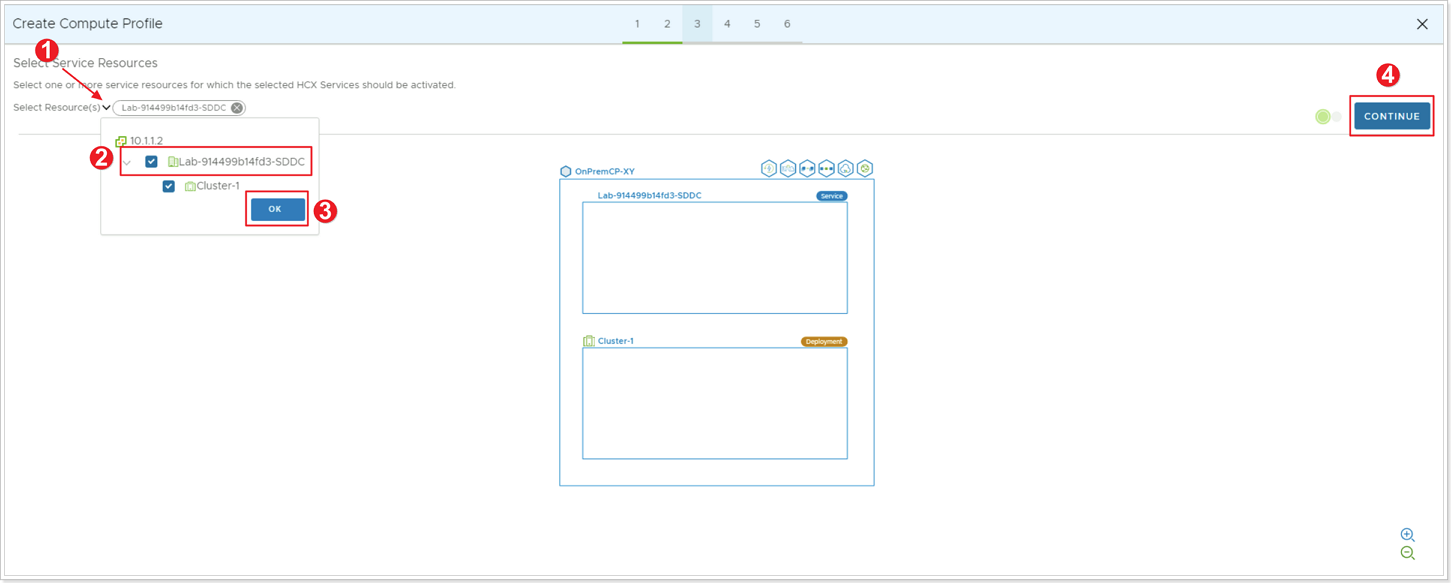 Create Compute Profile
1 2 3 4 5 6
1
Select Service Resources
Select one or more service resources for which the selected HCX Services should be activated.
4
Select Resource(s) Lab-914499b14fd3-SDDC
CONTINUE
10.1.1.2
2
Lab-914499b14fd3-SDDC
Cluster-1
OK
3
OnPremCP-XY
Lab-914499b14fd3-SDDC Service
Cluster-1 Deployment